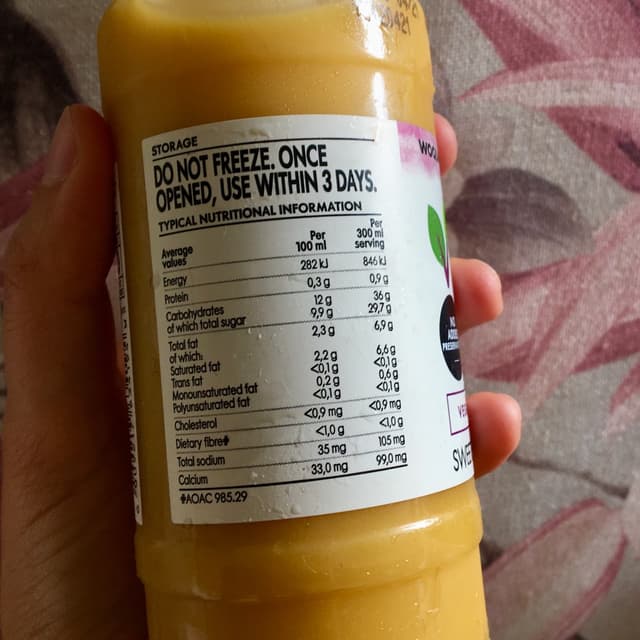 STORAGE
DO NOT FREEZE. ONCE
OPENED, USE WITHIN 3 DAYS.
TYPICAL NUTRITIONAL INFORMATION
Average values Per 100 ml Per 300 ml serving
Energy 282 kJ 846 kJ
Protein 0,3 g 0,9 g
Carbohydrates 12 g 36 g
of which total sugar 9,9 g 29,7 g
Total fat 2,3 g 6,9 g
of which:
Saturated fat 2,2 g 6,6 g
Trans fat <0,1 g <0,1 g
Monounsaturated fat 0,2 g 0,6 g
Polyunsaturated fat <0,1 g <0,1 g
Cholesterol <0,9 mg <0,9 mg
Dietary fibre‡ <1,0 g <1,0 g
Total sodium 35 mg 105 mg
Calcium 33,0 mg 99,0 mg
‡AOAC 985.29